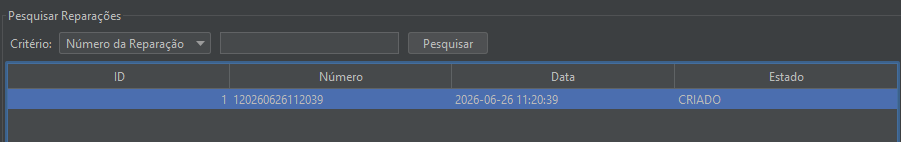 Pesquisar Reparações
Critério: Número da Reparação Pesquisar
ID Número Data Estado
1 120260626112039 2026-06-26 11:20:39 CRIADO